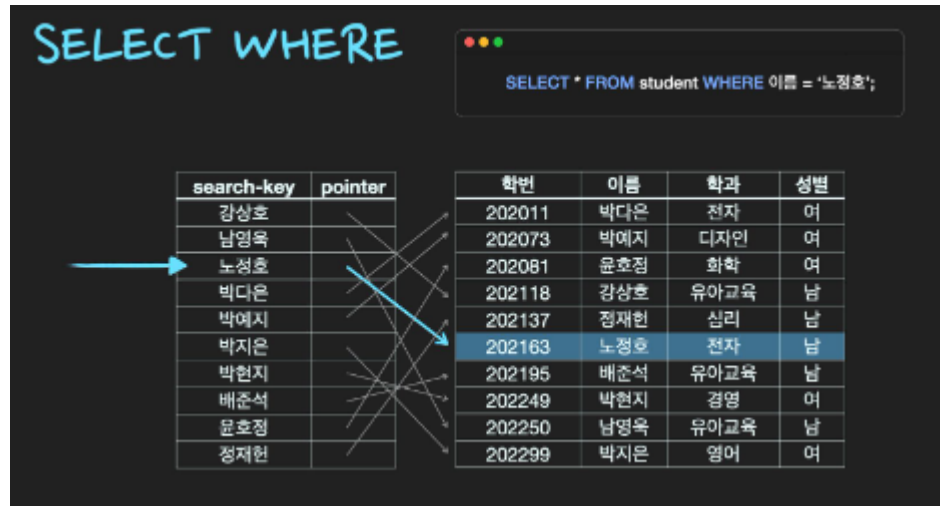 SELECT WHERE
SELECT * FROM student WHERE 이름 = '노정호';
search-key pointer
강상호
남영욱
노정호
박다은
박예지
박지은
박현지
배준석
윤호정
정재헌
학번 이름 학과 성별
202011 박다은 전자 여
202073 박예지 디자인 여
202081 윤호정 화학 여
202118 강상호 유아교육 남
202137 정재헌 심리 남
202163 노정호 전자 남
202195 배준석 유아교육 남
202249 박현지 경영 여
202250 남영욱 유아교육 남
202299 박지은 영어 여